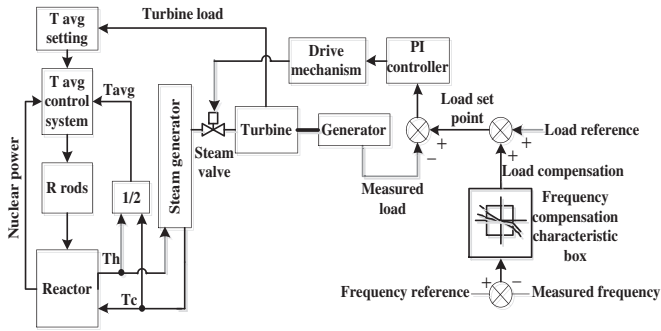 T avg
setting
Turbine load
T avg
control
system
Tavg
Nuclear power
R rods
1/2
Reactor
Th
Tc
Steam generator
Steam
valve
Drive
mechanism
PI
controller
Turbine
Generator
Measured
load
Load set
point
+
−
+
+
Load reference
Load compensation
Frequency
compensation
characteristic
box
+
−
Frequency reference
Measured frequency